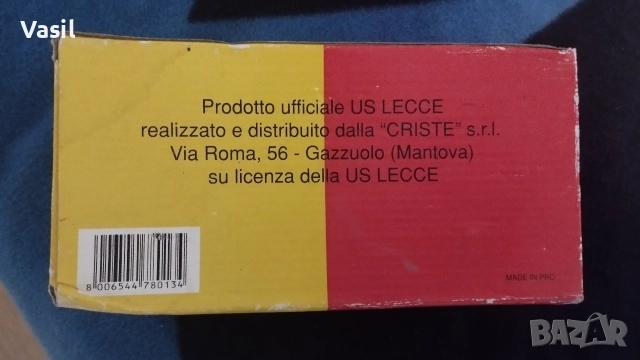 Vasil
Prodotto ufficiale US LECCE
realizzato e distribuito dalla "CRISTE" s.r.l.
Via Roma, 56 - Gazzuolo (Mantova)
su licenza della US LECCE
8 006544 780134
MADE IN PRC
BAZAR